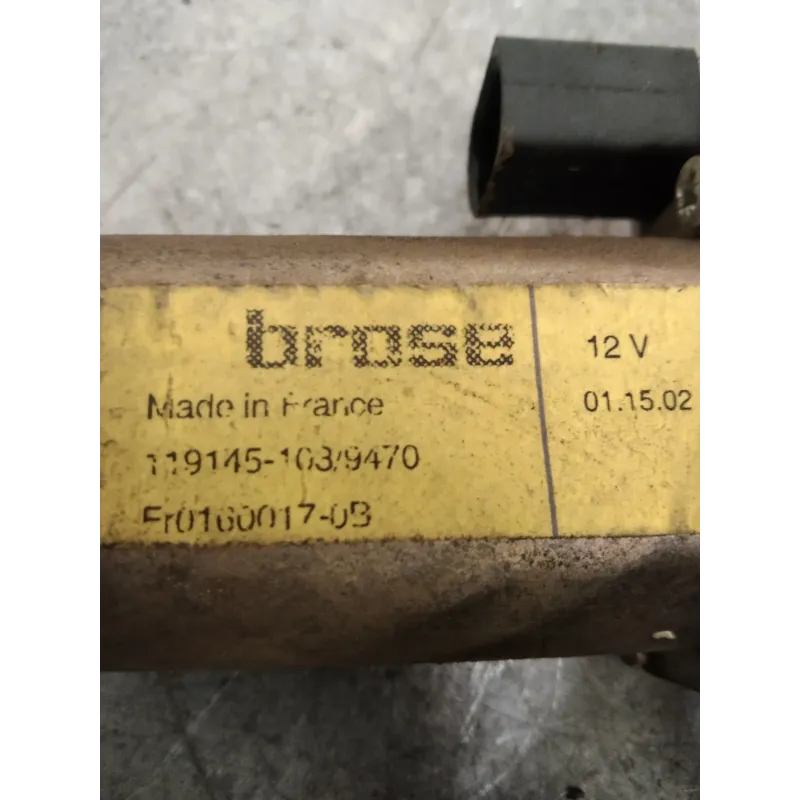 brose
Made in France
119145-103/9470
Fr0160017-0B
12 V
01.15.02